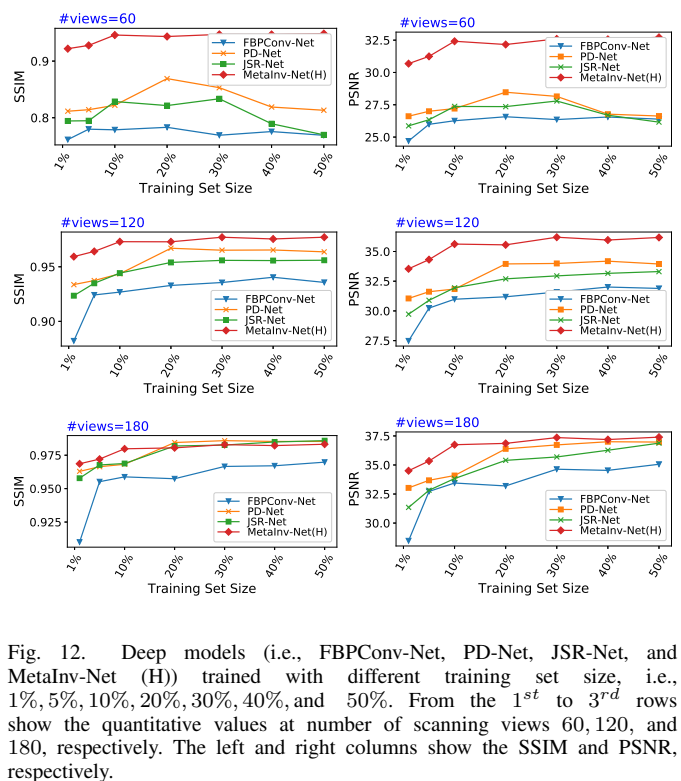 #views=60
0.9
0.8
SSIM
FBPConv-Net
PD-Net
JSR-Net
MetaInv-Net(H)
1%
10%
20%
30%
40%
50%
Training Set Size
#views=60
32.5
30.0
27.5
25.0
PSNR
FBPConv-Net
PD-Net
JSR-Net
MetaInv-Net(H)
1%
10%
20%
30%
40%
50%
Training Set Size
#views=120
0.95
0.90
SSIM
FBPConv-Net
PD-Net
JSR-Net
MetaInv-Net(H)
1%
10%
20%
30%
40%
50%
Training Set Size
#views=120
35.0
32.5
30.0
27.5
PSNR
FBPConv-Net
PD-Net
JSR-Net
MetaInv-Net(H)
1%
10%
20%
30%
40%
50%
Training Set Size
#views=180
0.975
0.950
0.925
SSIM
FBPConv-Net
PD-Net
JSR-Net
MetaInv-Net(H)
1%
10%
20%
30%
40%
50%
Training Set Size
#views=180
37.5
35.0
32.5
30.0
PSNR
FBPConv-Net
PD-Net
JSR-Net
MetaInv-Net(H)
1%
10%
20%
30%
40%
50%
Training Set Size
Fig. 12. Deep models (i.e., FBPConv-Net, PD-Net, JSR-Net, and
MetaInv-Net (H)) trained with different training set size, i.e.,
1%, 5%, 10%, 20%, 30%, 40%, and 50%. From the 1st to 3rd rows
show the quantitative values at number of scanning views 60, 120, and
180, respectively. The left and right columns show the SSIM and PSNR,
respectively.